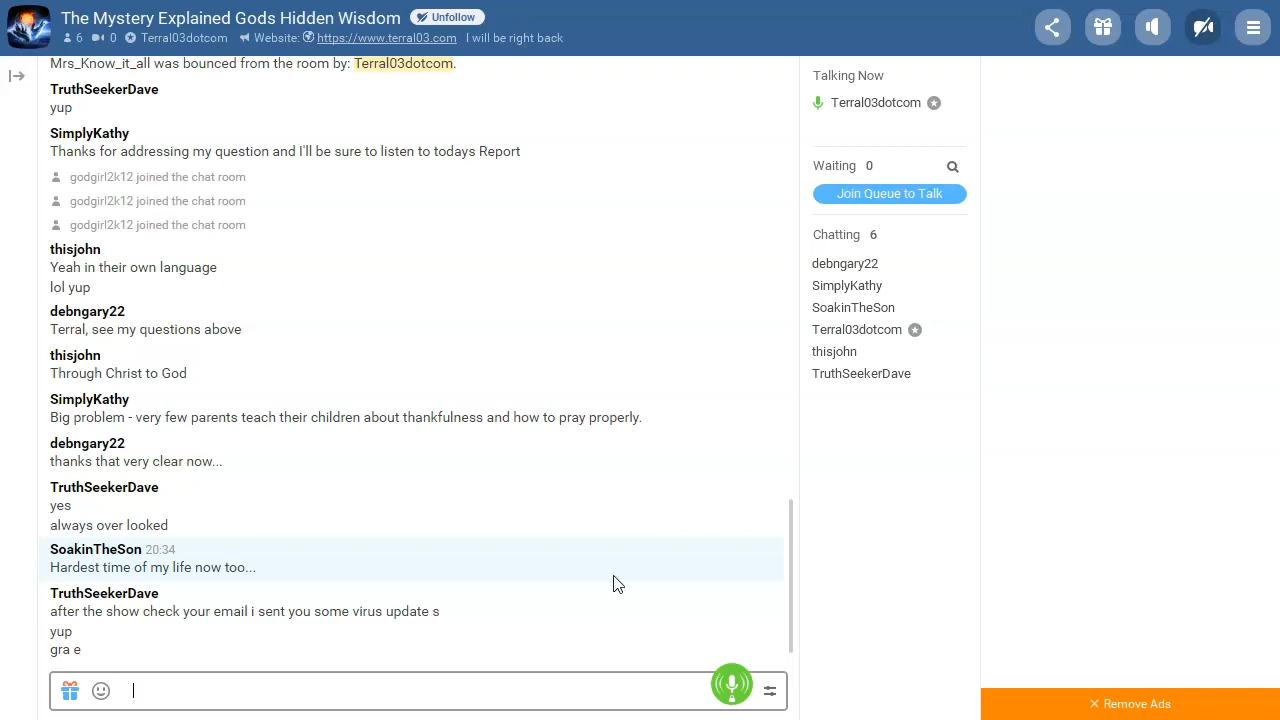 The Mystery Explained Gods Hidden Wisdom
Unfollow
6 0 Terral03dotcom Website: https://www.terral03.com I will be right back
Mrs_Know_it_all was bounced from the room by: Terral03dotcom.
TruthSeekerDave
yup
SimplyKathy
Thanks for addressing my question and I'll be sure to listen to todays Report
godgirl2k12 joined the chat room
godgirl2k12 joined the chat room
godgirl2k12 joined the chat room
thisjohn
Yeah in their own language
lol yup
debngary22
Terral, see my questions above
thisjohn
Through Christ to God
SimplyKathy
Big problem - very few parents teach their children about thankfulness and how to pray properly.
debngary22
thanks that very clear now...
TruthSeekerDave
yes
always over looked
SoakinTheSon 20:34
Hardest time of my life now too...
TruthSeekerDave
after the show check your email i sent you some virus update s
yup
gra e
Talking Now
Terral03dotcom
Waiting 0
Join Queue to Talk
Chatting 6
debngary22
SimplyKathy
SoakinTheSon
Terral03dotcom
thisjohn
TruthSeekerDave
Remove Ads